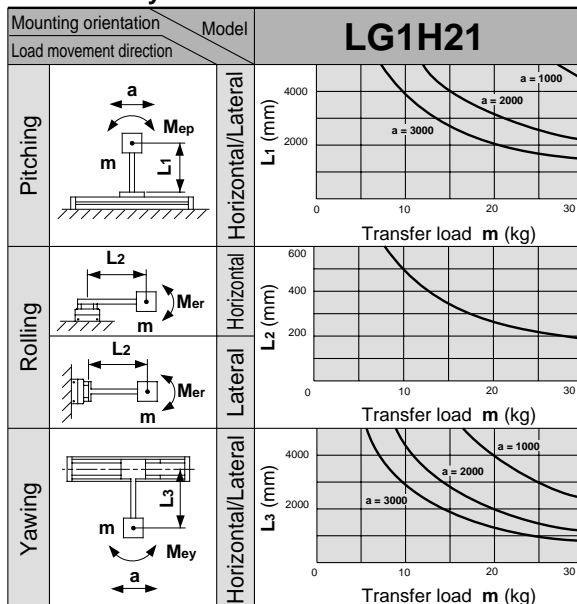 Mounting orientation
Model
Load movement direction
LG1H21
Pitching
a
Mep
m
L1
Horizontal/Lateral
L1 (mm)
4000
2000
a = 1000
a = 2000
a = 3000
0 10 20 30
Transfer load m (kg)
Rolling
L2
Mer
m
Horizontal
L2
Mer
m
Lateral
L2 (mm)
600
400
200
0 10 20 30
Transfer load m (kg)
Yawing
L3
m
Mey
a
Horizontal/Lateral
L3 (mm)
4000
2000
a = 1000
a = 2000
a = 3000
0 10 20 30
Transfer load m (kg)